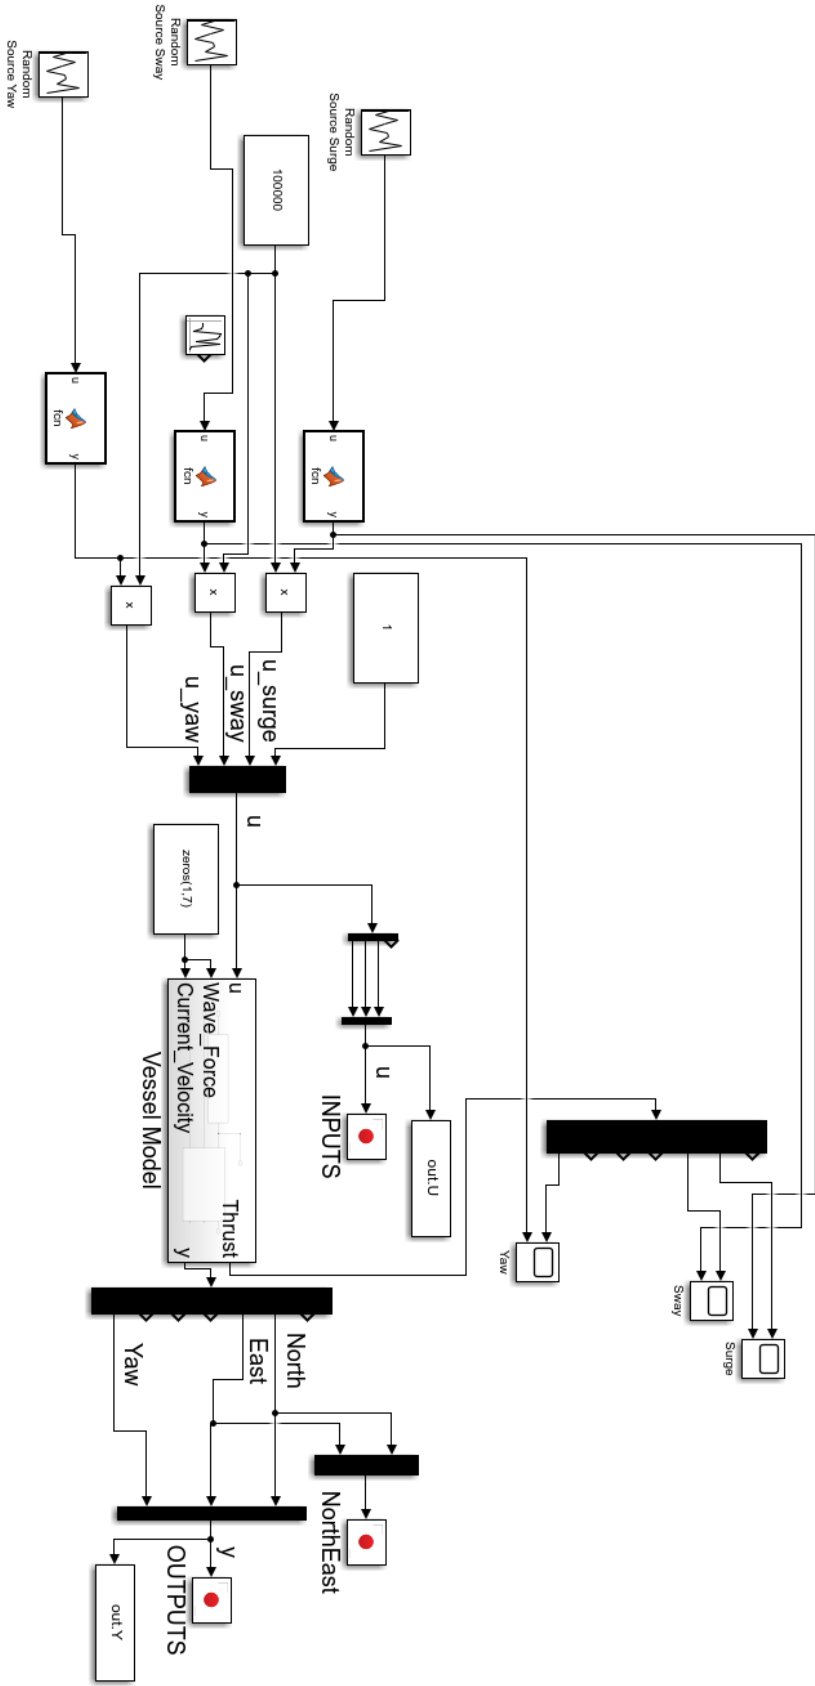 Random
Source Surge
Random
Source Sway
Random
Source Yaw
100000
u
fcn
y
u
fcn
y
u
fcn
y
x
x
x
1
u_surge
u_sway
u_yaw
u
zeros(1,7)
u
Wave_Force
Current_Velocity
Thrust
y
Vessel Model
u
INPUTS
out.U
Surge
Sway
Yaw
North
East
Yaw
NorthEast
y
OUTPUTS
out.Y